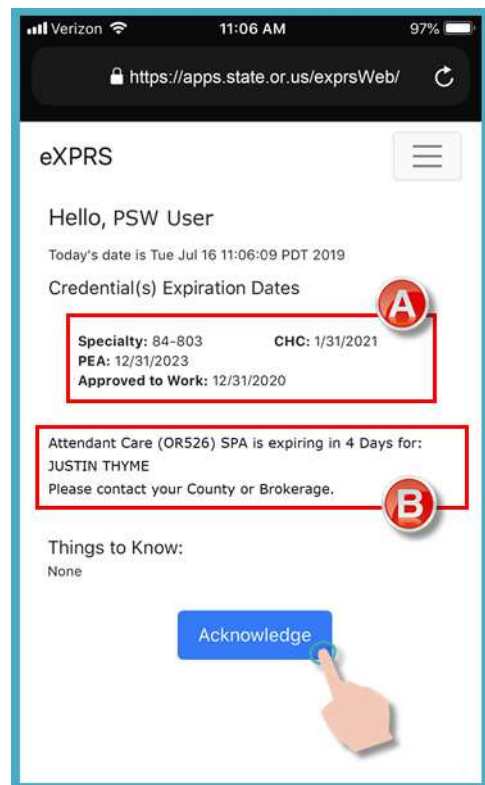 Verizon 11:06 AM 97%
https://apps.state.or.us/exprsWeb/
eXPRS
Hello, PSW User
Today's date is Tue Jul 16 11:06:09 PDT 2019
Credential(s) Expiration Dates
A
Specialty: 84-803 CHC: 1/31/2021
PEA: 12/31/2023
Approved to Work: 12/31/2020
Attendant Care (OR526) SPA is expiring in 4 Days for:
JUSTIN THYME
Please contact your County or Brokerage.
B
Things to Know:
None
Acknowledge